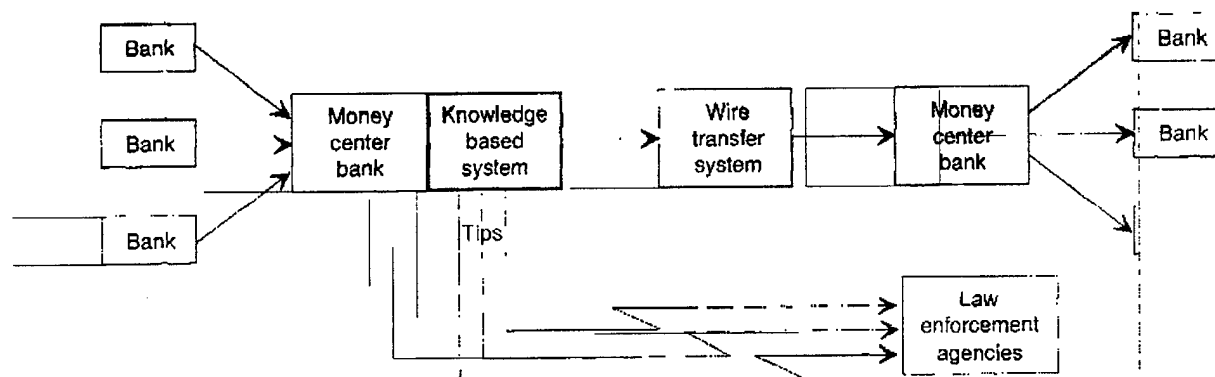 Bank
Bank
Bank
Money
center
bank
Knowledge
based
system
Tips
Wire
transfer
system
Money
center
bank
Bank
Bank
Law
enforcement
agencies